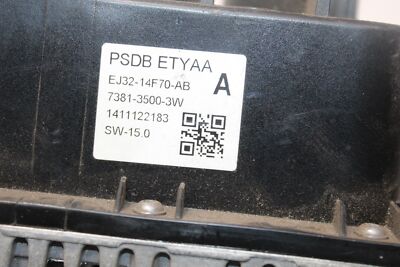 PSDB ETYAA
EJ32-14F70-AB A
7381-3500-3W
1411122183
SW-15.0